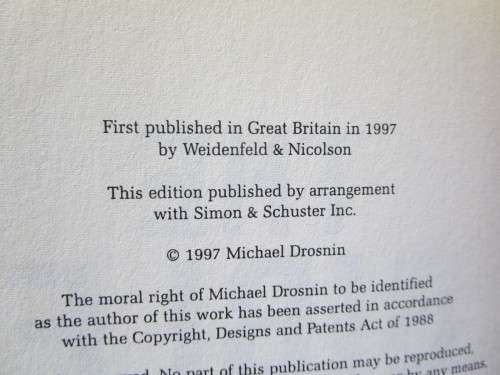 First published in Great Britain in 1997
by Weidenfeld & Nicolson
This edition published by arrangement
with Simon & Schuster Inc.
© 1997 Michael Drosnin
The moral right of Michael Drosnin to be identified
as the author of this work has been asserted in accordance
with the Copyright, Designs and Patents Act of 1988
No part of this publication may be reproduced,
by any means,